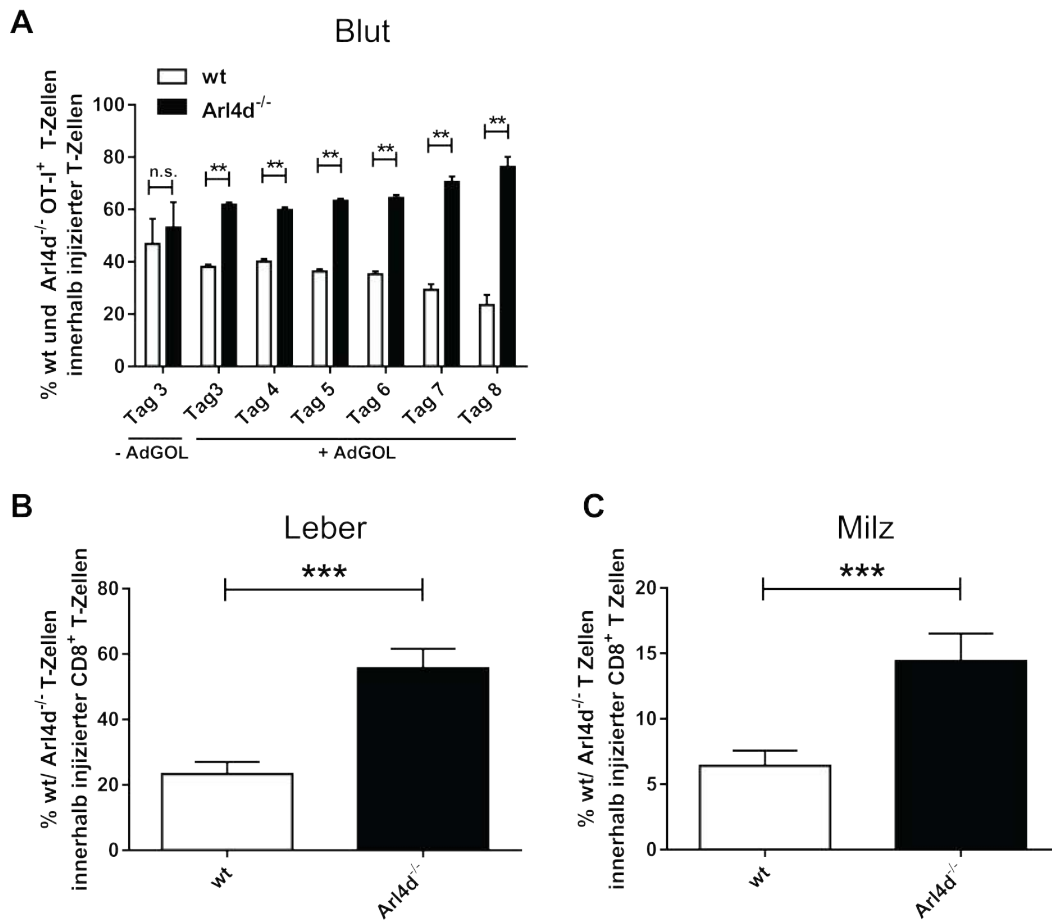 A
Blut
wt
Arl4d-/-
% wt und Arl4d-/- OT-I+ T-Zellen
innerhalb injizierter T-Zellen
100
80
60
40
20
0
n.s.
**
**
**
**
**
**
Tag 3
Tag3
Tag 4
Tag 5
Tag 6
Tag 7
Tag 8
- AdGOL
+ AdGOL
B
Leber
% wt/ Arl4d-/- T-Zellen
innerhalb injizierter CD8+ T-Zellen
80
60
40
20
0
***
wt
Arl4d-/-
C
Milz
% wt/ Arl4d-/- T Zellen
innerhalb injizierter CD8+ T Zellen
20
15
10
5
0
***
wt
Arl4d-/-